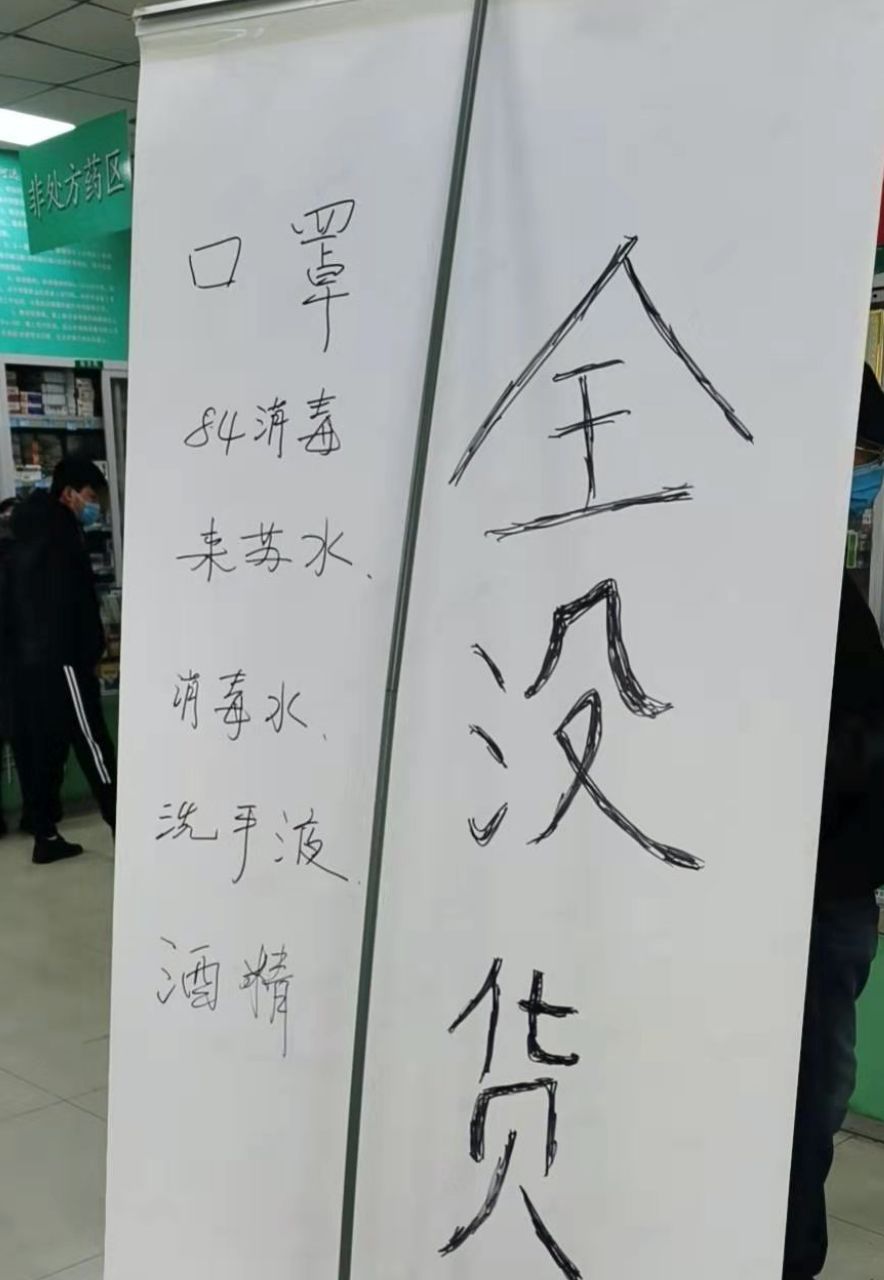 非处方药区
口罩
84消毒
来苏水、
消毒水、
洗手液、
酒精
全没货